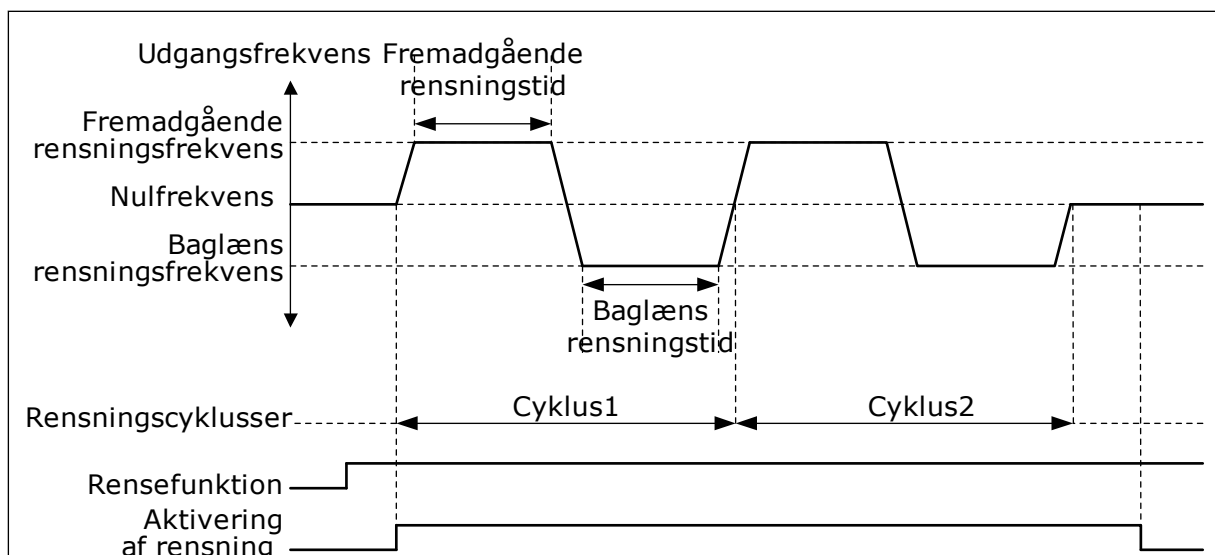 Udgangsfrekvens
Fremadgående
rensningstid
Fremadgående
rensningsfrekvens
Nulfrekvens
Baglæns
rensningsfrekvens
Baglæns
rensningstid
Rensningscyklusser
Cyklus1
Cyklus2
Rensefunktion
Aktivering
af rensning